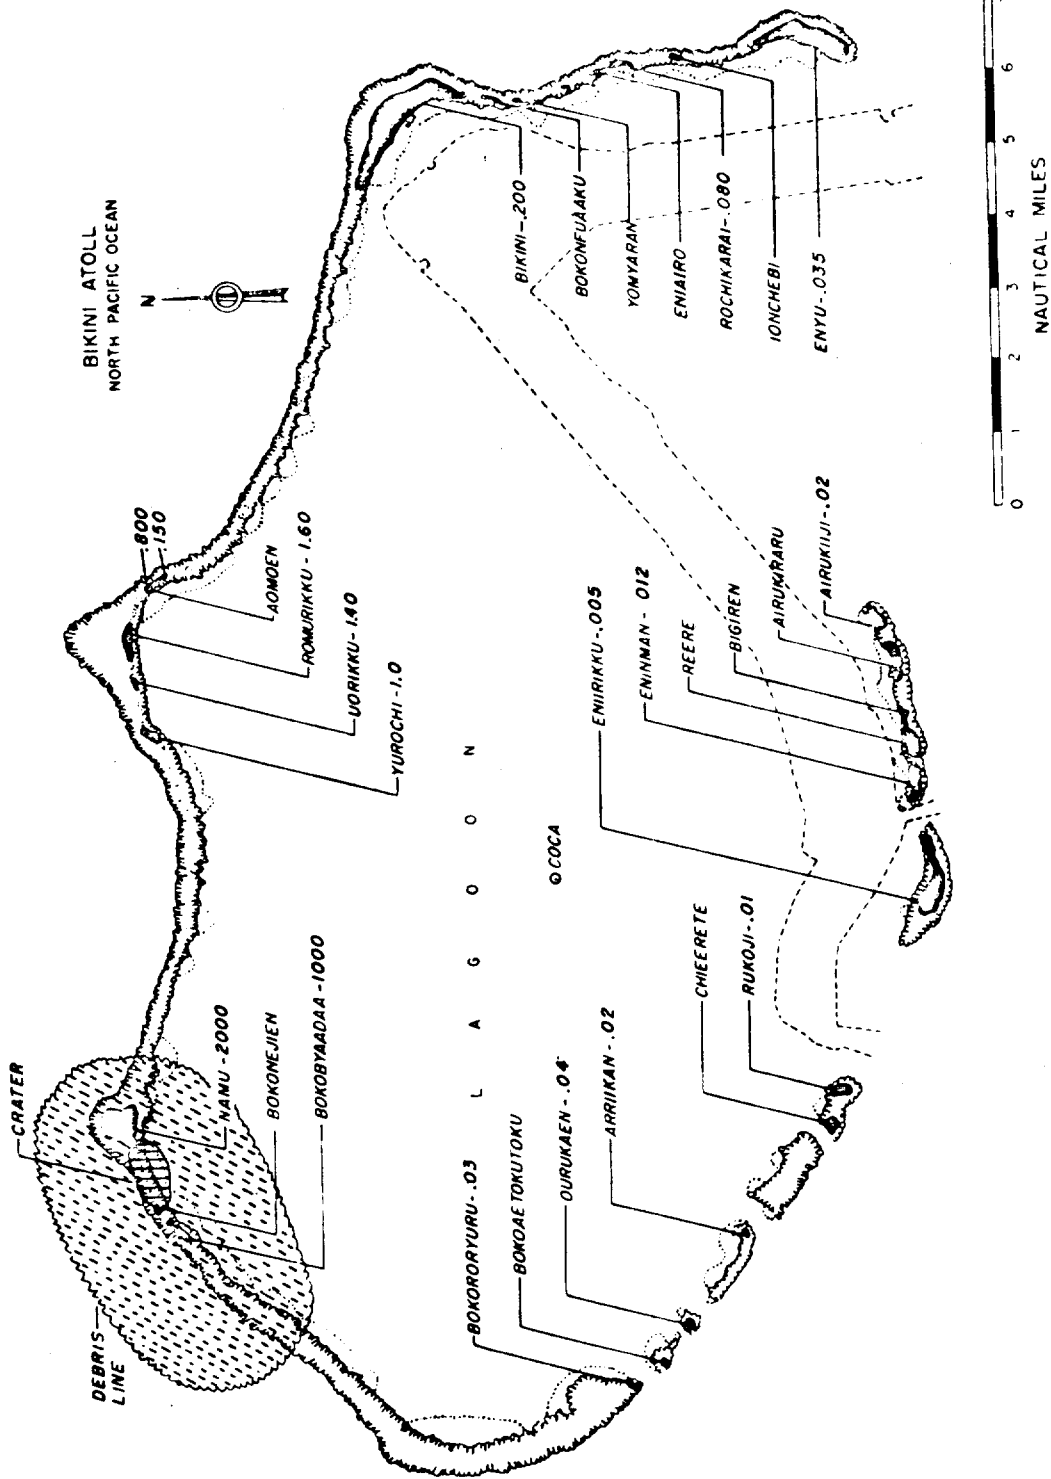 BIKINI ATOLL
NORTH PACIFIC OCEAN
N
CRATER
DEBRIS
LINE
NAMU - 2000
BOKONEJIEN
BOKOBYAADAA - 1000
YUROCHI - 1.0
UORIKKU - 1.40
ROMURIKKU - 1.60
AOMOEN
.800
.150
LAGOON
COCA
BIKINI - .200
BOKONFUAAKU
YOMYARAN
ENIAIRO
ROCHIKARAI - .080
IONCHEBI
ENYU - .035
BOKORORYURU - .03
BOKOAETOKUTOKU
OURUKAEN - .04
ARRIIKAN - .02
CHIEERETE
RUKOJI - .01
ENIIRIKKU - .005
ENINMAN - 012
REERE
BIGIREN
AIRUKIRARU
AIRUKIIJI - .02
0 1 2 3 4 5 6
NAUTICAL MILES